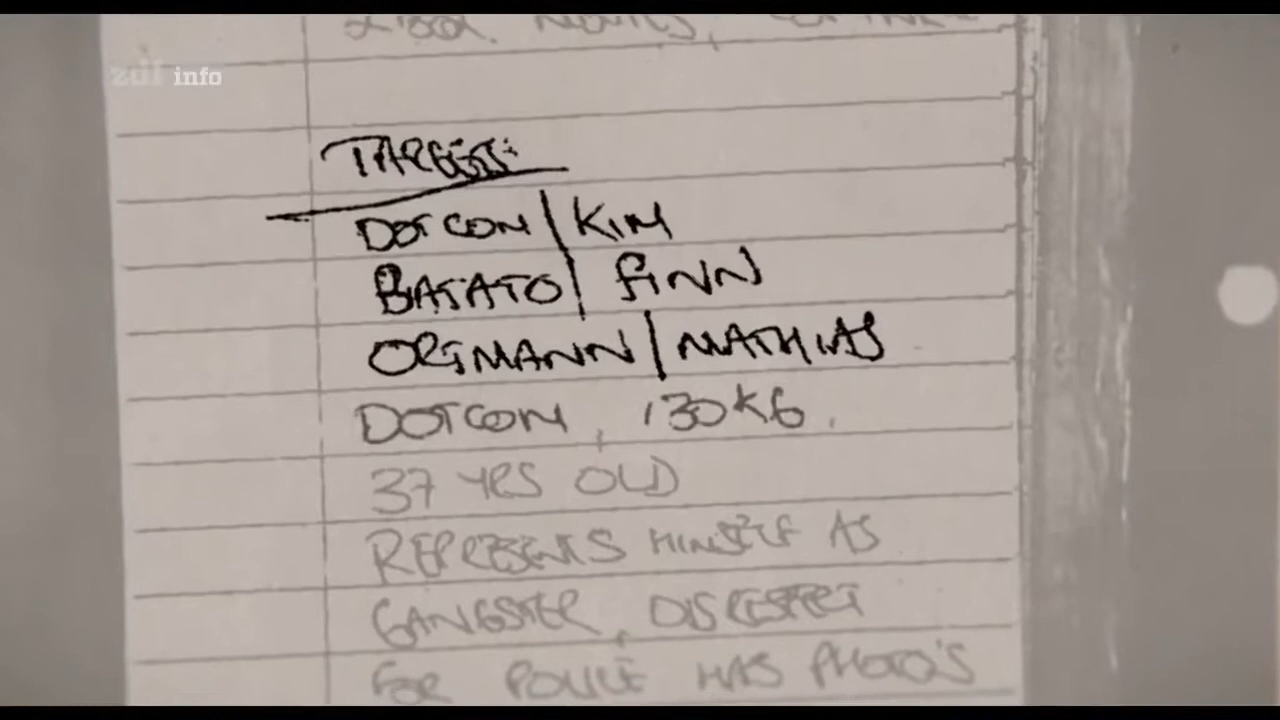 zdf info
TARGETS:
DOTCOM / KIM
BATATO / FINN
ORTMANN / MATHIAS
DOTCOM, 130KG.
37 YRS OLD
REPRESENTS HIMSELF AS
GANGSTER, DISRESPECT
FOR POLICE HAS PHOTO'S